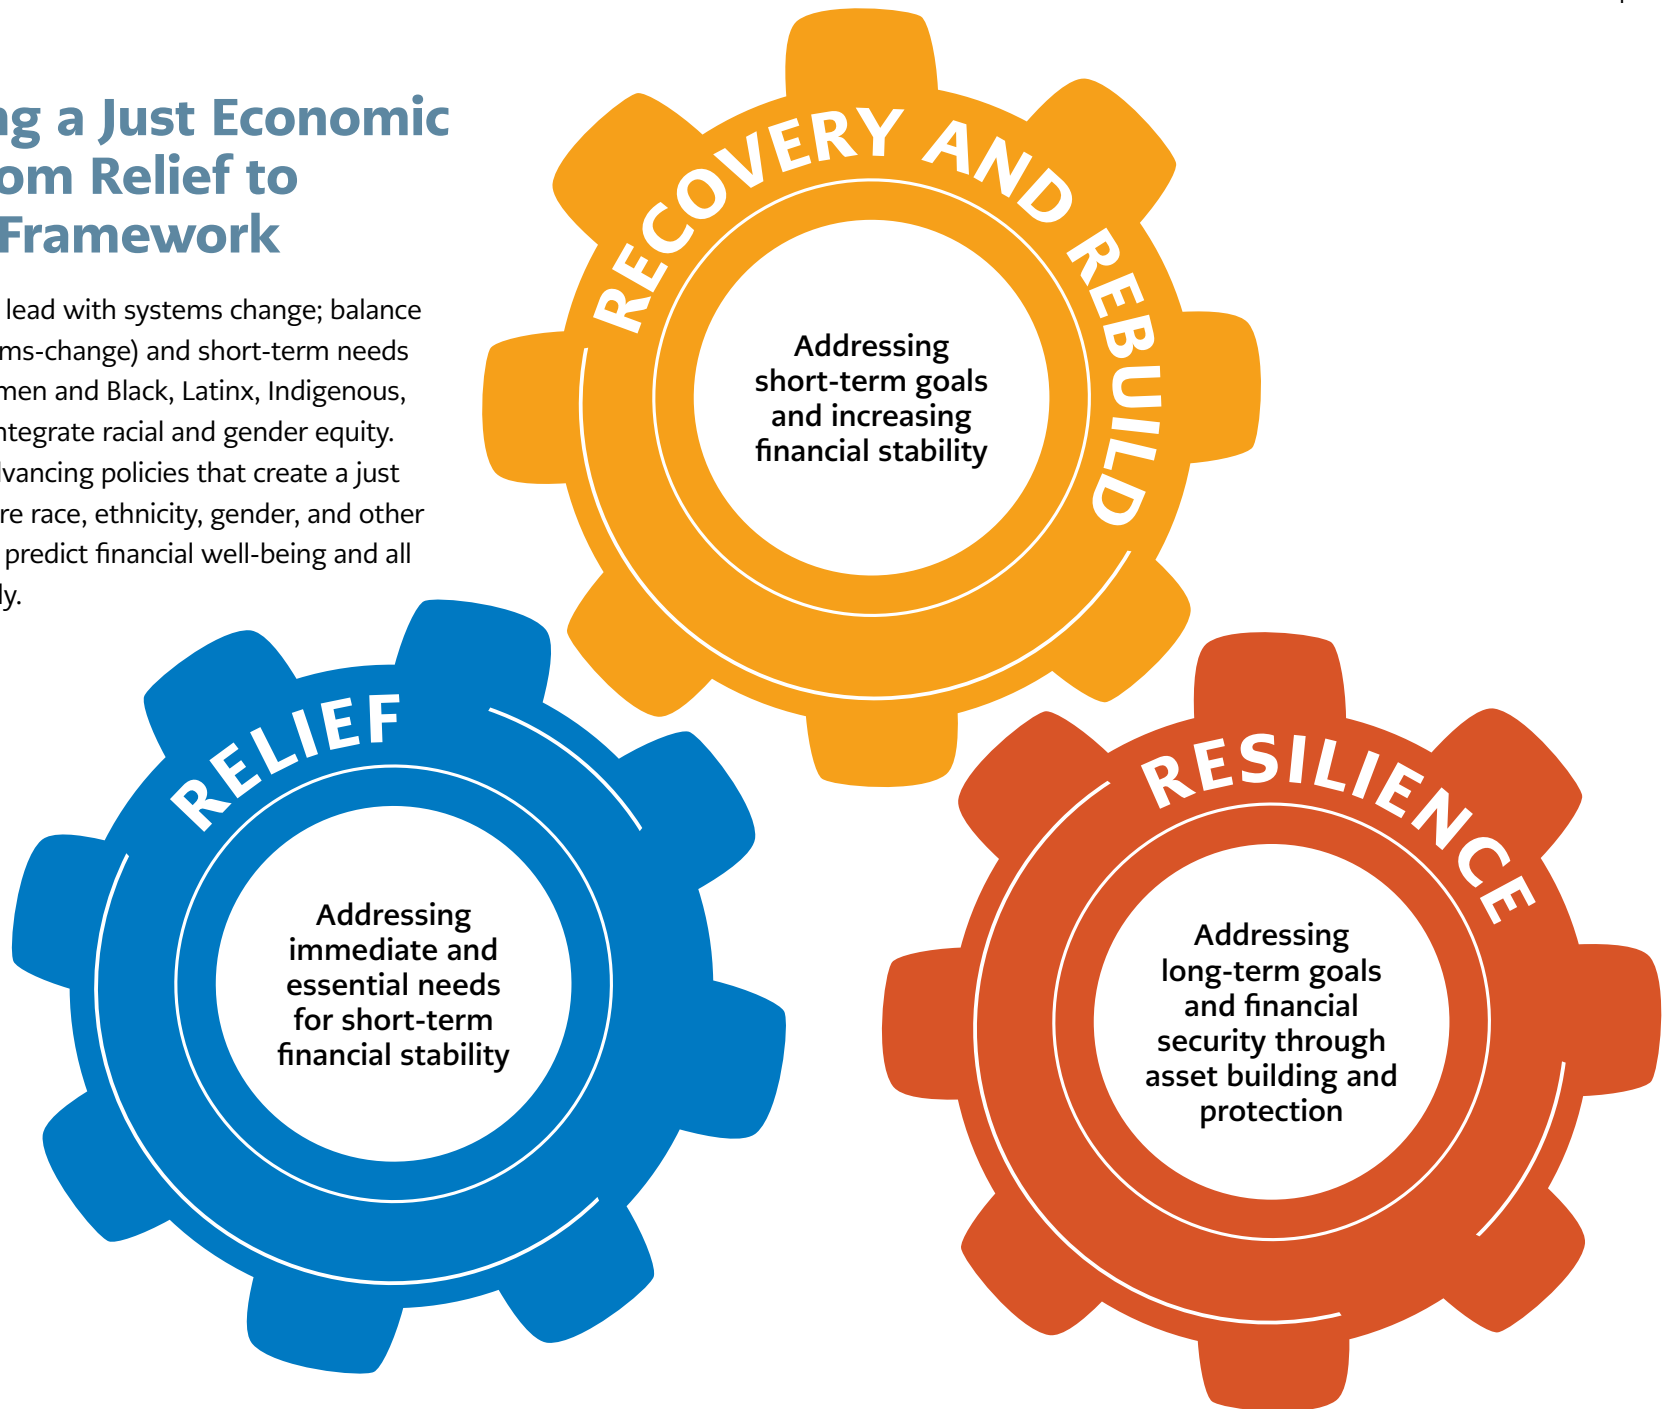 ng a Just Economic
om Relief to
Framework
lead with systems change; balance
ms-change) and short-term needs
men and Black, Latinx, Indigenous,
ntegrate racial and gender equity.
vancing policies that create a just
re race, ethnicity, gender, and other
predict financial well-being and all
ly.
RECOVERY AND REBUILD
Addressing
short-term goals
and increasing
financial stability
RELIEF
Addressing
immediate and
essential needs
for short-term
financial stability
RESILIENCE
Addressing
long-term goals
and financial
security through
asset building and
protection